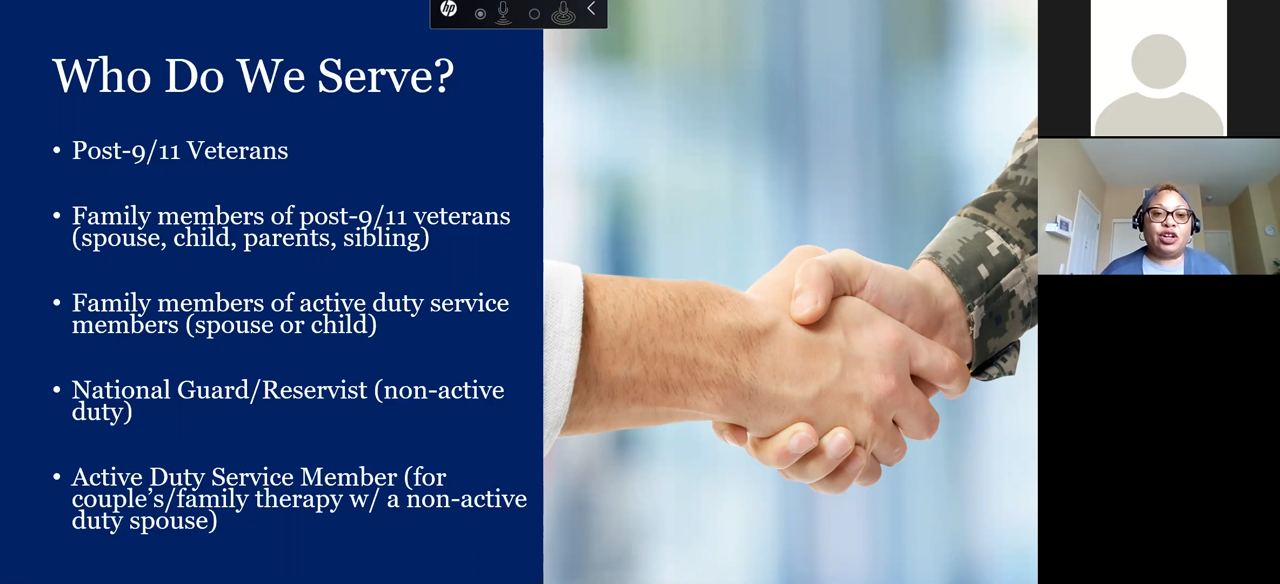 hp
Who Do We Serve?
• Post-9/11 Veterans
• Family members of post-9/11 veterans
(spouse, child, parents, sibling)
• Family members of active duty service
members (spouse or child)
• National Guard/Reservist (non-active
duty)
• Active Duty Service Member (for
couple’s/family therapy w/ a non-active
duty spouse)